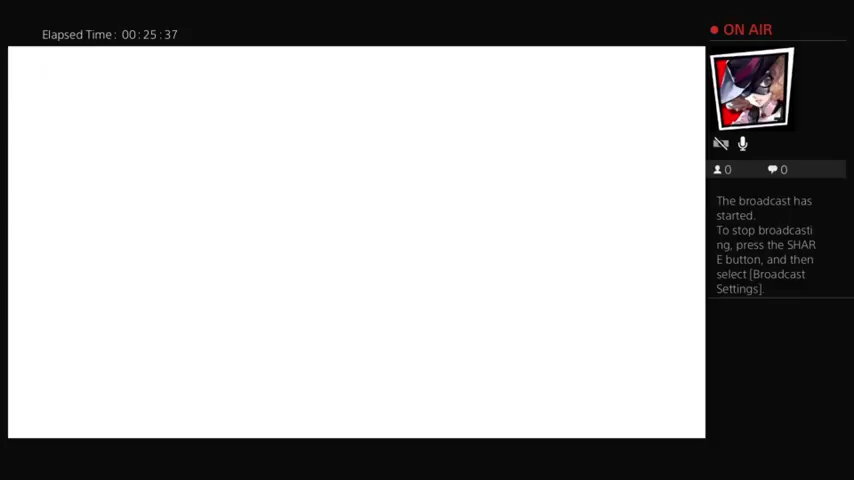 Elapsed Time: 00:25:37
ON AIR
0 0
The broadcast has
started.
To stop broadcasti
ng, press the SHAR
E button, and then
select [Broadcast
Settings].